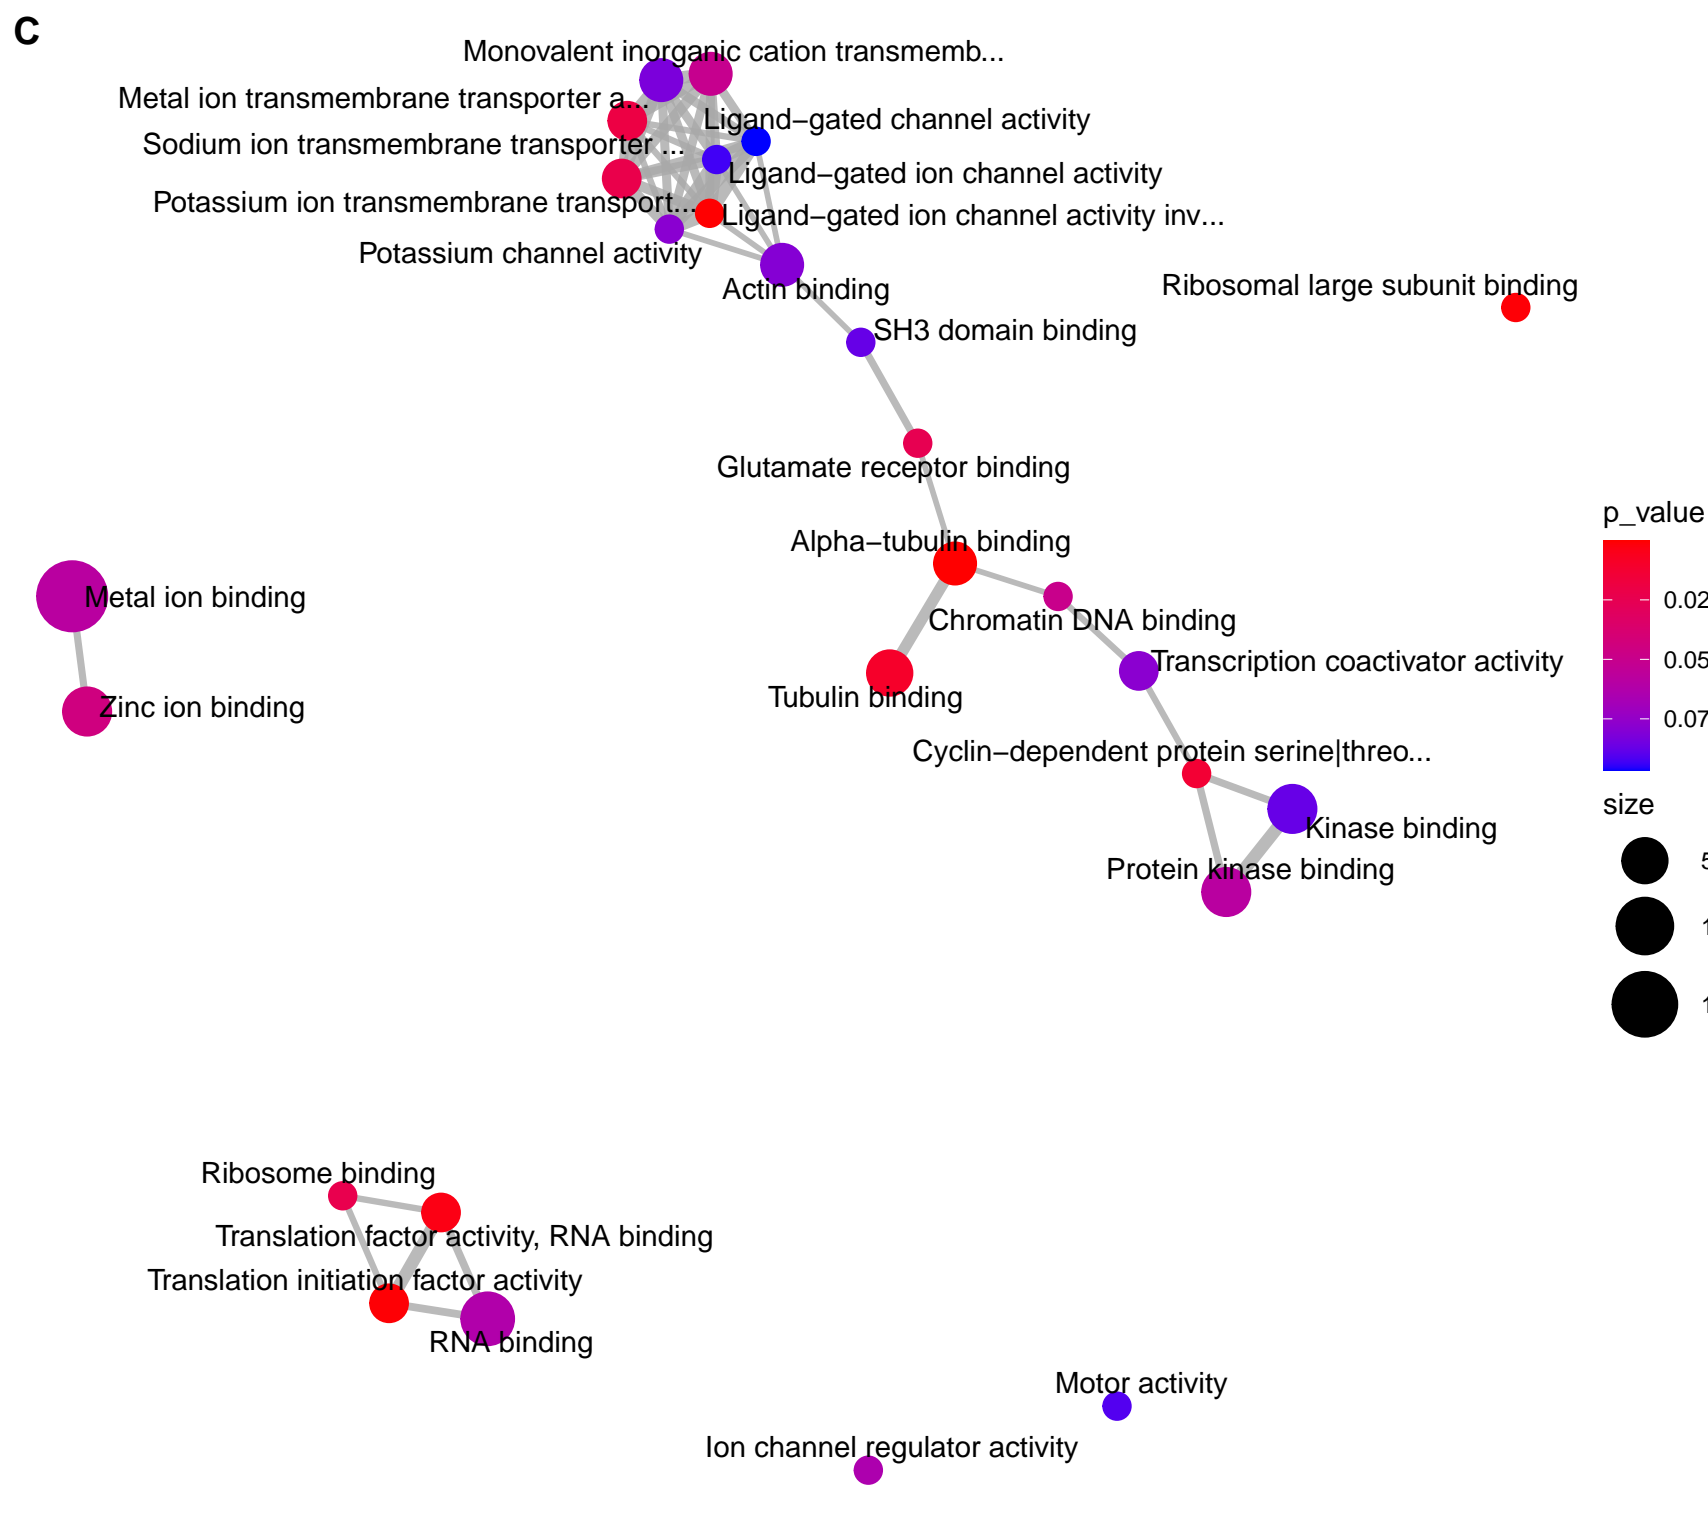 C
Monovalent inorganic cation transmemb...
Metal ion transmembrane transporter a...
Ligand−gated channel activity
Sodium ion transmembrane transporter ...
Ligand−gated ion channel activity
Potassium ion transmembrane transport...
Ligand−gated ion channel activity inv...
Potassium channel activity
Actin binding
Ribosomal large subunit binding
SH3 domain binding
Glutamate receptor binding
p_value
Alpha−tubulin binding
Metal ion binding
0.02
Chromatin DNA binding
0.05
Transcription coactivator activity
Tubulin binding
Zinc ion binding
0.07
Cyclin−dependent protein serine|threo...
size
Kinase binding
5
Protein kinase binding
1
1
Ribosome binding
Translation factor activity, RNA binding
Translation initiation factor activity
RNA binding
Motor activity
Ion channel regulator activity